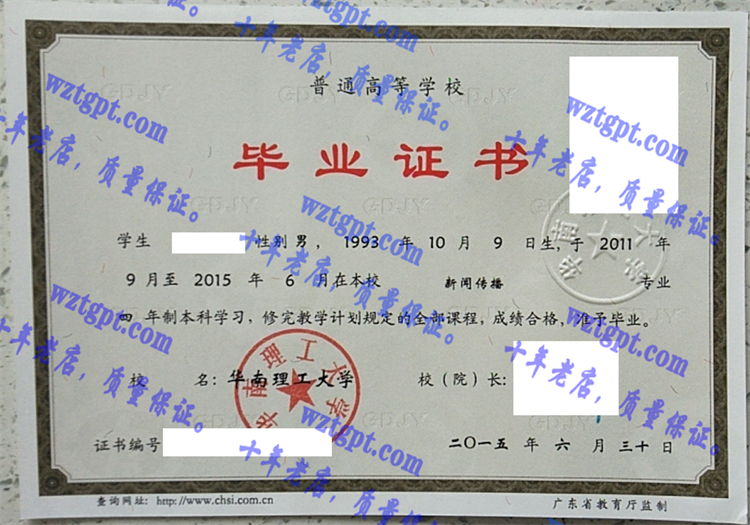 普通高等学校
毕业证书
学生 性别男，1993 年 10 月 9 日生，于 2011 年
9 月至 2015 年 6 月在本校 新闻传播 专业
四 年制本科学习，修完教学计划规定的全部课程，成绩合格，准予毕业。
校 名：华南理工大学 校（院）长：
证书编号 二〇一五 年 六 月 三十 日
查询网址：http://www.chsi.com.cn 广东省教育厅监制
华南理工大学
wztgpt.com
十年老店，质量保证。